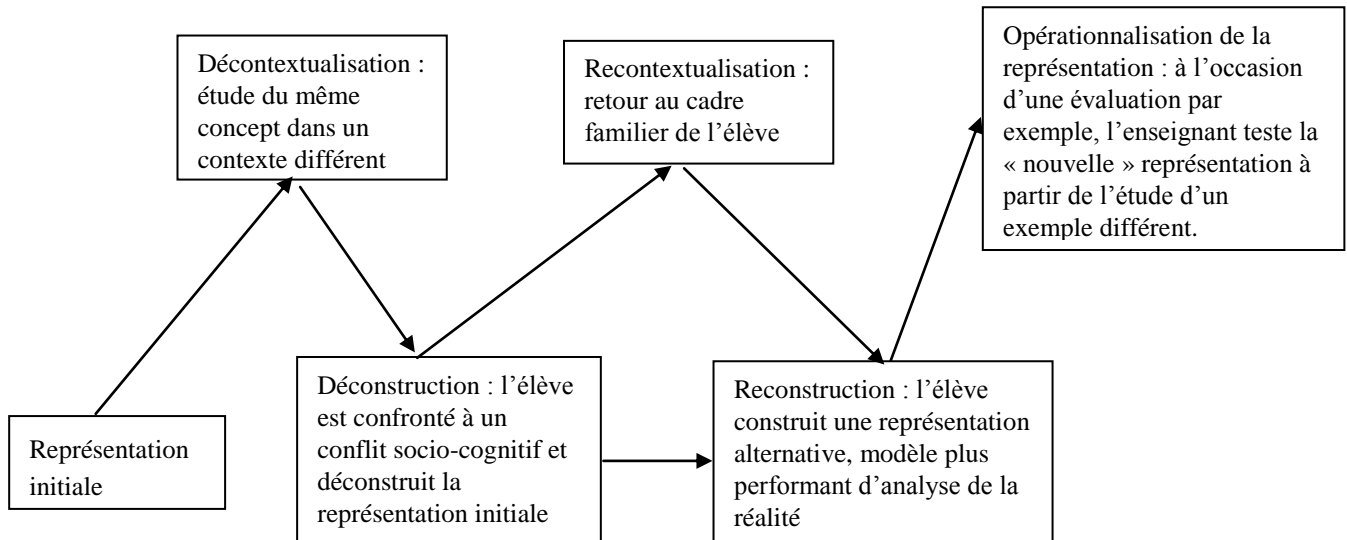 Représentation
initiale
Décontextualisation :
étude du même
concept dans un
contexte différent
Déconstruction : l’élève
est confronté à un
conflit socio-cognitif et
déconstruit la
représentation initiale
Recontextualisation :
retour au cadre
familier de l’élève
Reconstruction : l’élève
construit une représentation
alternative, modèle plus
performant d’analyse de la
réalité
Opérationnalisation de la
représentation : à l’occasion
d’une évaluation par
exemple, l’enseignant teste la
« nouvelle » représentation à
partir de l’étude d’un
exemple différent.